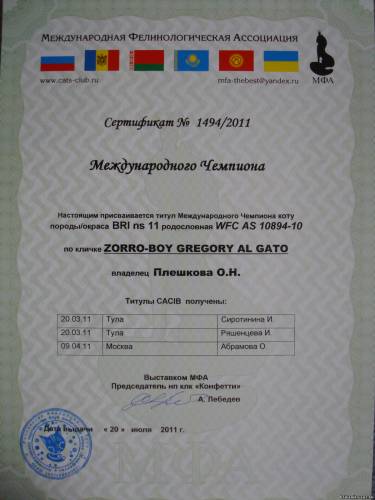 Международная Фелинологическая Ассоциация
www.cats-club.ru
mfa-thebest@yandex.ru
МФА
Сертификат № 1494/2011
Международного Чемпиона
Настоящим присваивается титул Международного Чемпиона коту
породы/окраса BRI ns 11 родословная WFC AS 10894-10
по кличке ZORRO-BOY GREGORY AL GATO
владелец Плешкова О.Н.
Титулы CACIB получены:
20.03.11 Тула Сиротинина И.
20.03.11 Тула Ряшенцева И.
09.04.11 Москва Абрамова О.
Выставком МФА
Председатель нп клк «Конфетти»
А. Лебедев
Дата выдачи « 20 » июля 2011 г.